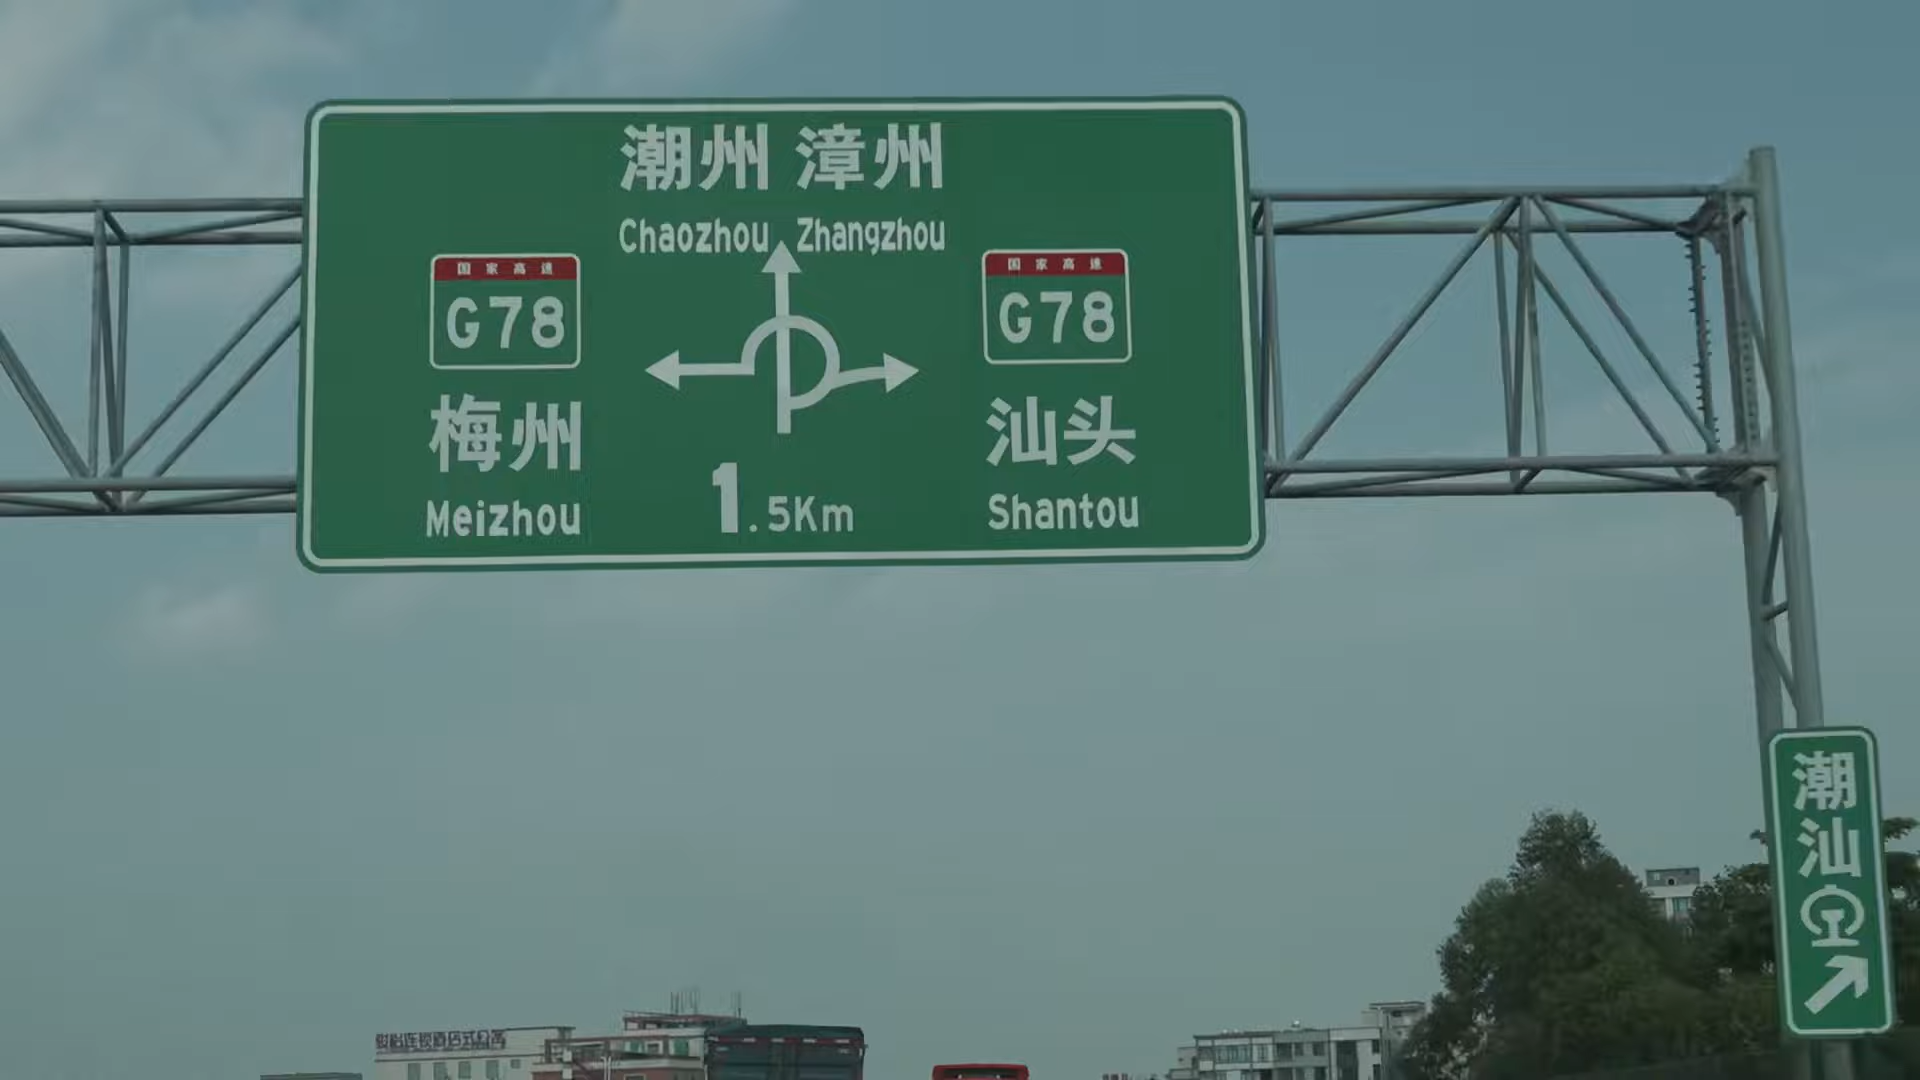 潮州 漳州
Chaozhou Zhangzhou
国家高速
G78
梅州
Meizhou
国家高速
G78
汕头
Shantou
1.5Km
潮汕